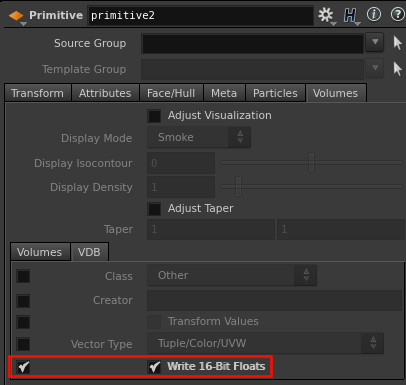 Primitive primitive2
Source Group
Template Group
Transform Attributes Face/Hull Meta Particles Volumes
Adjust Visualization
Display Mode Smoke
Display Isocontour 0
Display Density 1
Adjust Taper
Taper 1 1
Volumes VDB
Class Other
Creator
Transform Values
Vector Type Tuple/Color/UVW
Write 16-Bit Floats